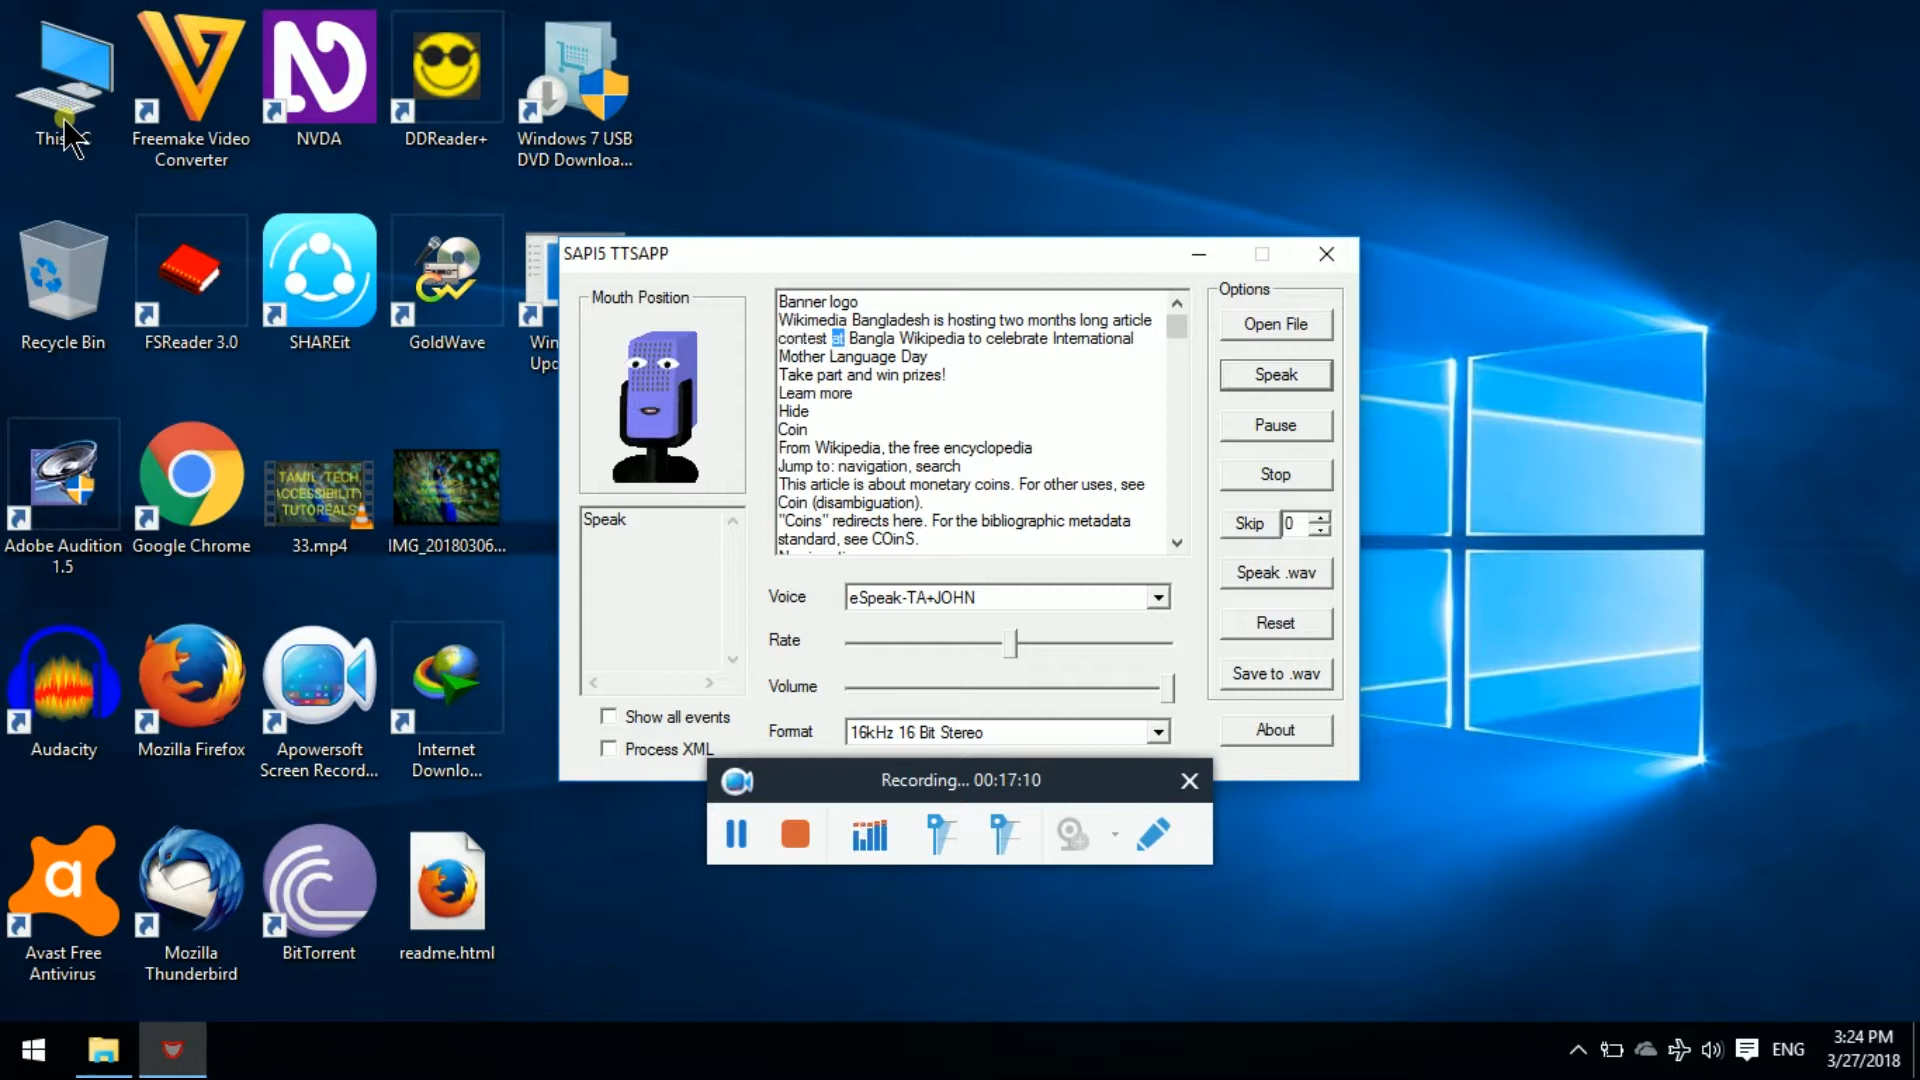 This C
Freemake Video
Converter
NVDA
DDReader+
Windows 7 USB
DVD Downloa...
Recycle Bin
FSReader 3.0
SHAREit
GoldWave
Win
Upd
Adobe Audition
1.5
Google Chrome
TAMIL TECH
ACCESSIBILITY
TUTOREALS
33.mp4
IMG_20180306...
Audacity
Mozilla Firefox
Apowersoft
Screen Record...
Internet
Downlo...
Avast Free
Antivirus
Mozilla
Thunderbird
BitTorrent
readme.html
SAPI5 TTSAPP
Mouth Position
Banner logo
Wikimedia Bangladesh is hosting two months long article
contest at Bangla Wikipedia to celebrate International
Mother Language Day
Take part and win prizes!
Learn more
Hide
Coin
From Wikipedia, the free encyclopedia
Jump to: navigation, search
This article is about monetary coins. For other uses, see
Coin (disambiguation).
"Coins" redirects here. For the bibliographic metadata
standard, see COinS.
Speak
Show all events
Process XML
Voice
eSpeak-TA+JOHN
Rate
Volume
Format
16kHz 16 Bit Stereo
Options
Open File
Speak
Pause
Stop
Skip 0
Speak .wav
Reset
Save to .wav
About
Recording... 00:17:10
ENG
3:24 PM
3/27/2018